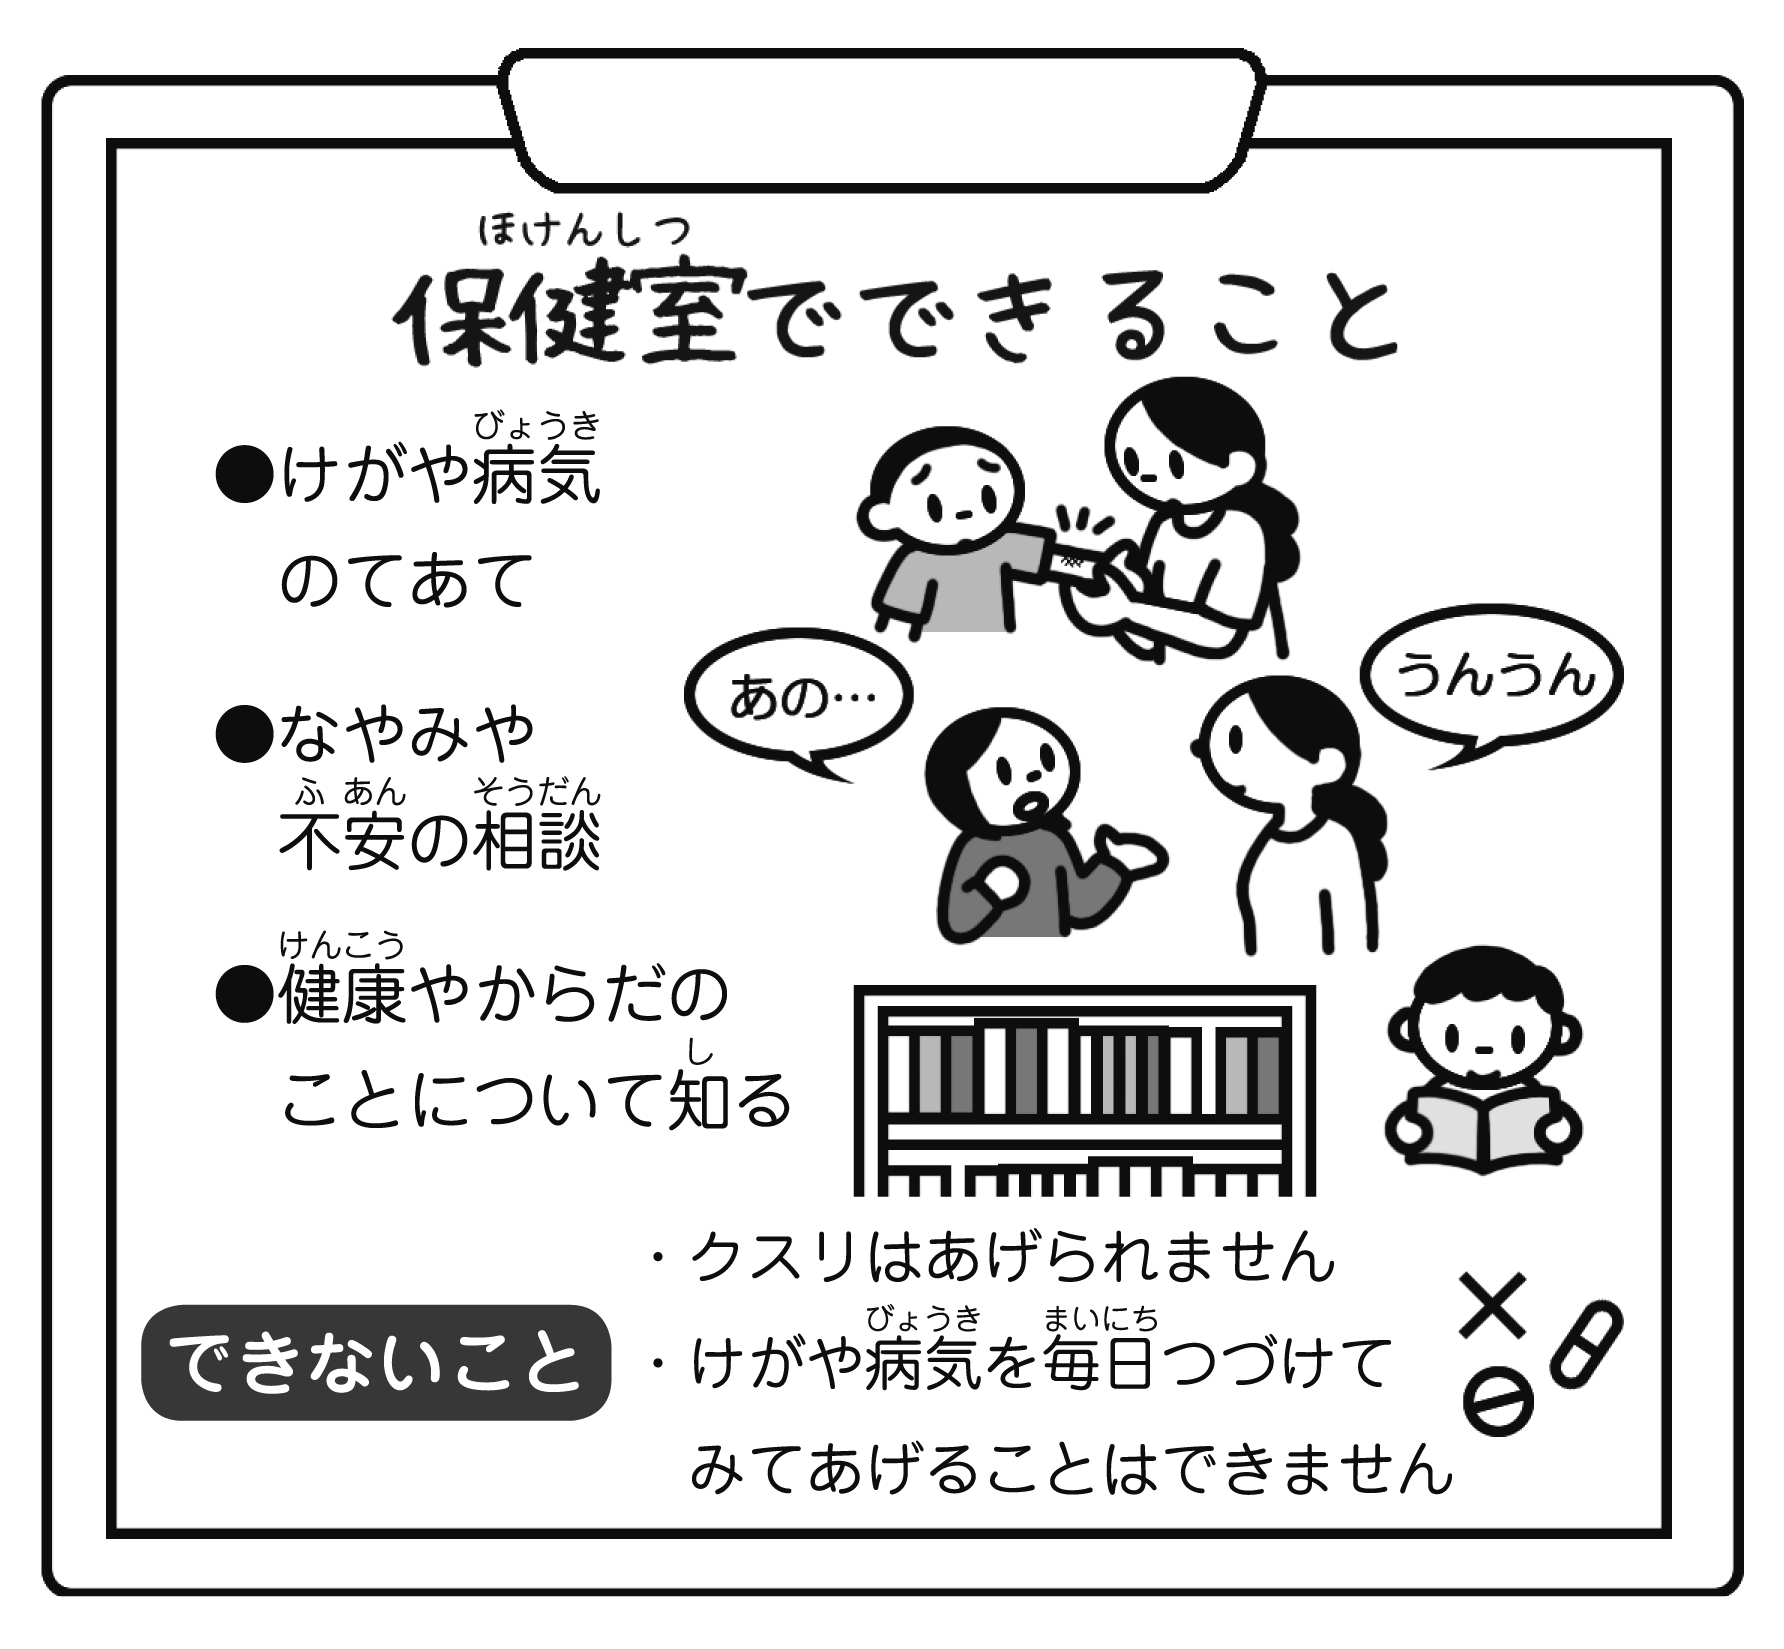 ほけんしつ
保健室でできること
びょうき
●けがや病気
のてあて
あの…
うんうん
●なやみや
ふあん そうだん
不安の相談
けんこう
●健康やからだの
し
ことについて知る
できないこと
・クスリはあげられません
びょうき まいにち
・けがや病気を毎日つづけて
みてあげることはできません